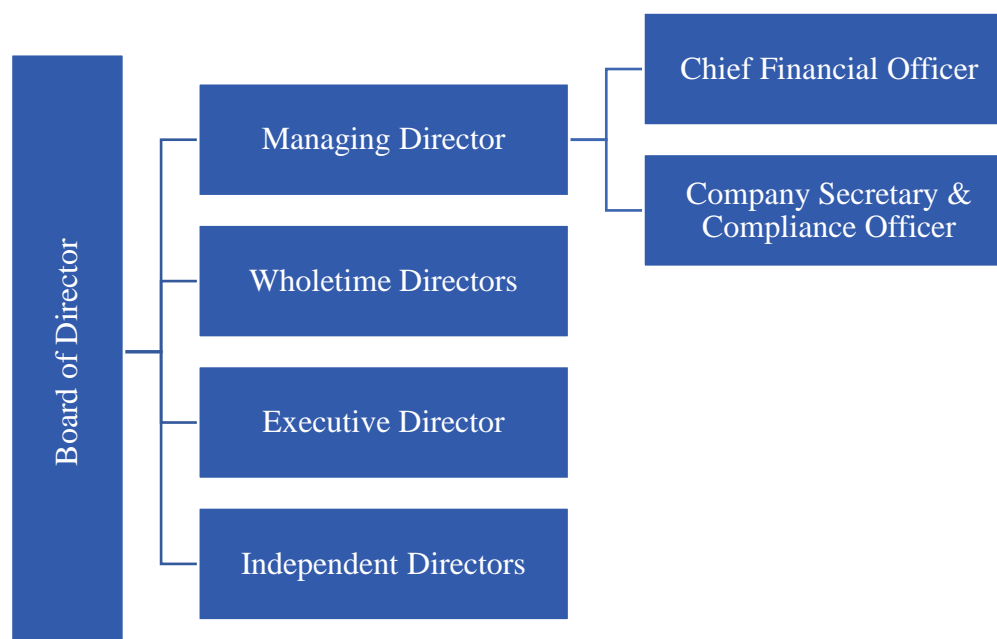 Board of Director
Managing Director
Chief Financial Officer
Company Secretary &
Compliance Officer
Wholetime Directors
Executive Director
Independent Directors